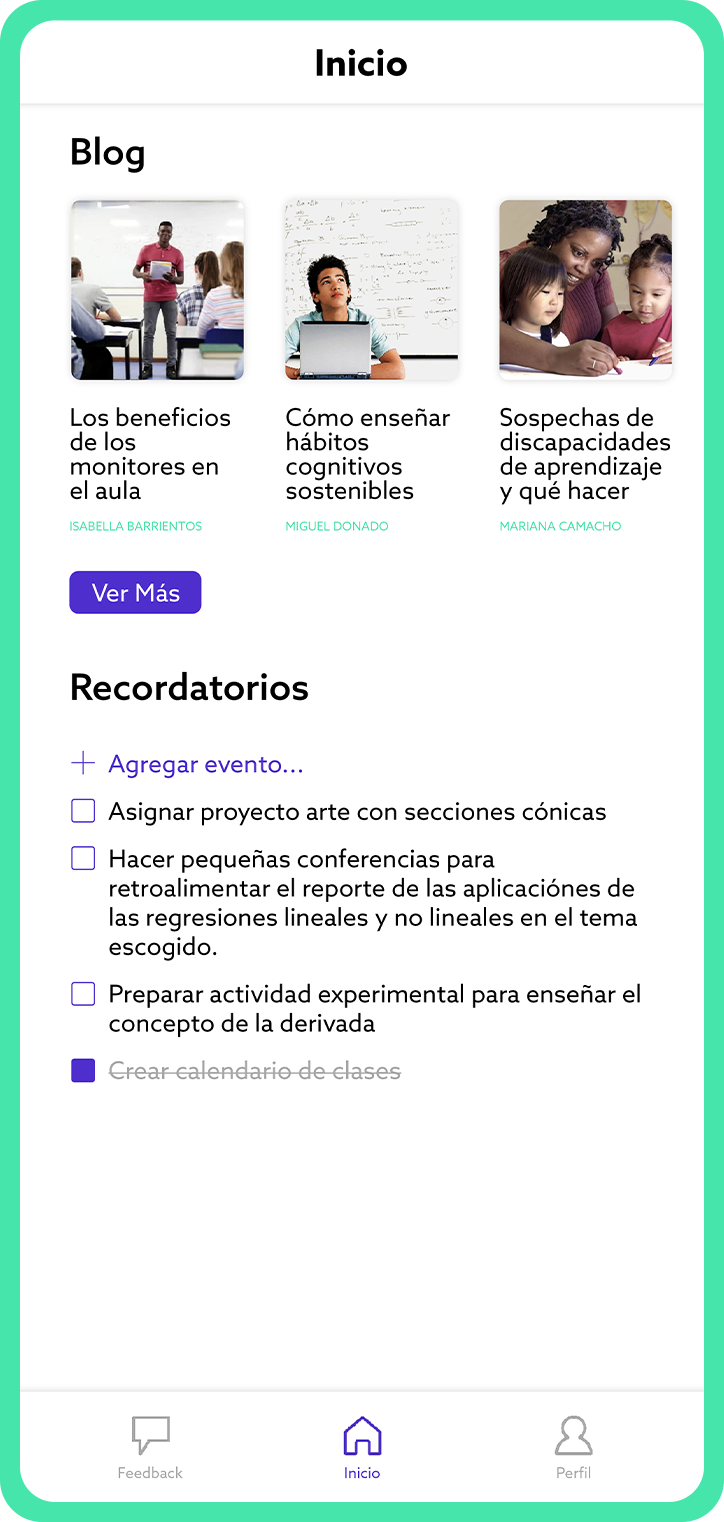 Inicio
Blog
Los beneficios
de los
monitores en
el aula
ISABELLA BARRIENTOS
Cómo enseñar
hábitos
cognitivos
sostenibles
MIGUEL DONADO
Sospechas de
discapacidades
de aprendizaje
y qué hacer
MARIANA CAMACHO
Ver Más
Recordatorios
Agregar evento...
Asignar proyecto arte con secciones cónicas
Hacer pequeñas conferencias para
retroalimentar el reporte de las aplicaciónes de
las regresiones lineales y no lineales en el tema
escogido.
Preparar actividad experimental para enseñar el
concepto de la derivada
Crear calendario de clases
Feedback
Inicio
Perfil